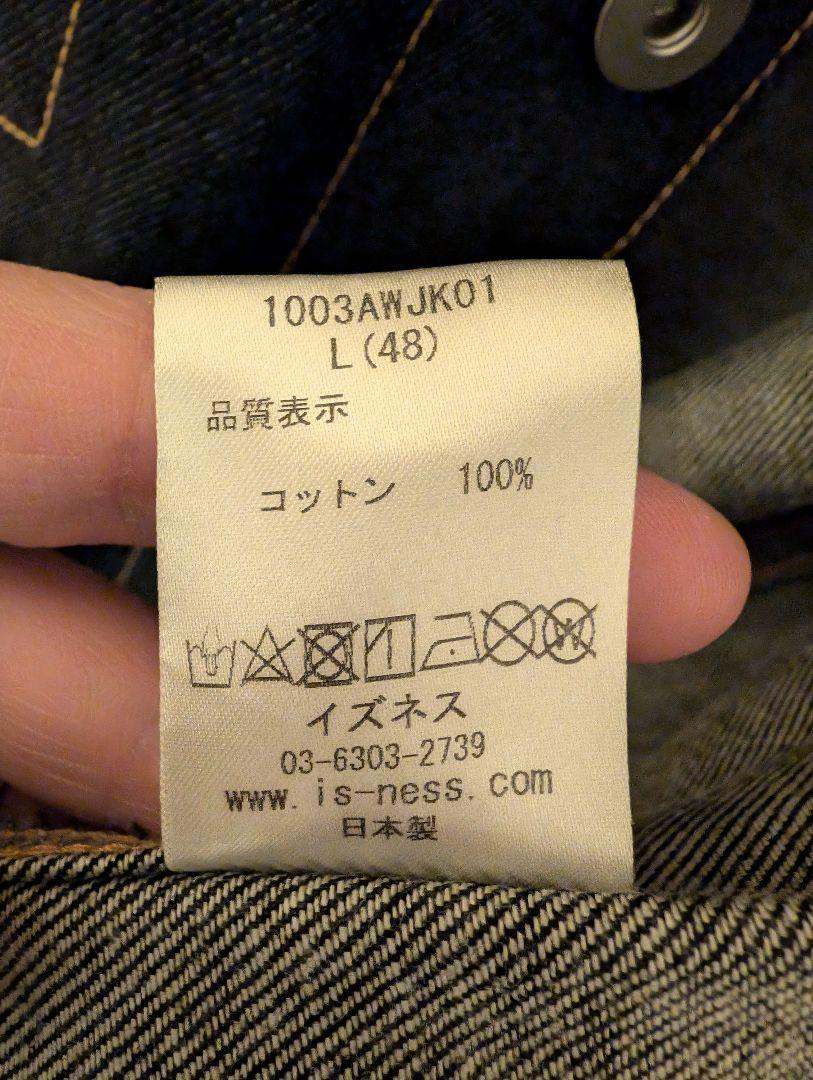 1003AWJK01
L(48)
品質表示
コットン 100%
W
イズネス
03-6303-2739
www.is-ness.com
日本製